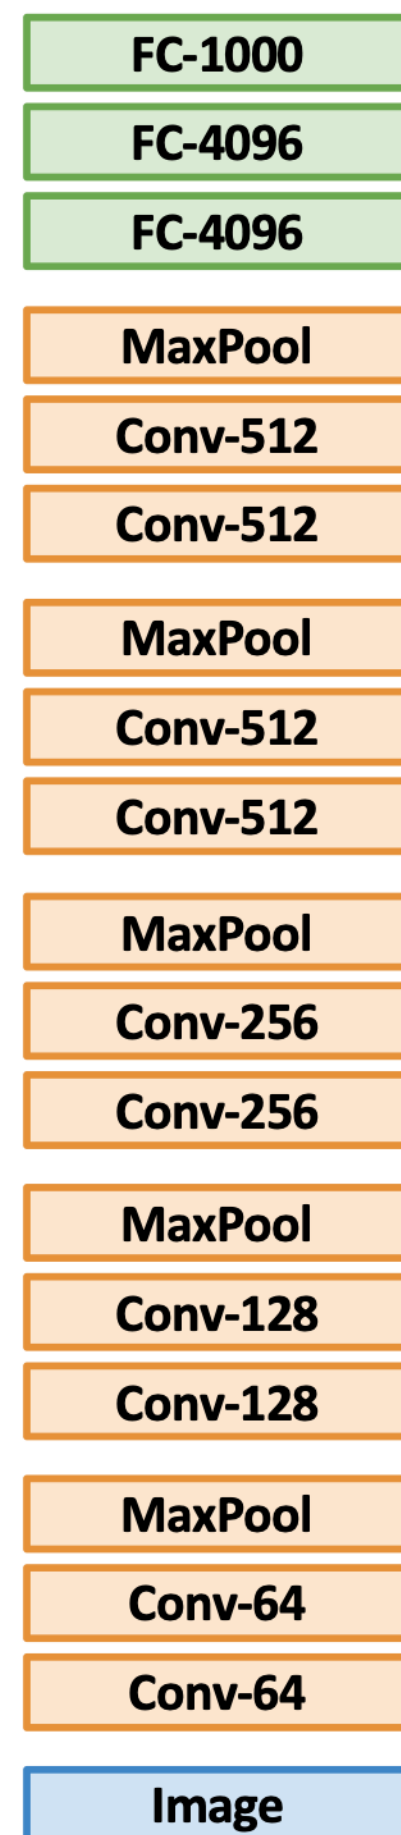 FC-1000
FC-4096
FC-4096
MaxPool
Conv-512
Conv-512
MaxPool
Conv-512
Conv-512
MaxPool
Conv-256
Conv-256
MaxPool
Conv-128
Conv-128
MaxPool
Conv-64
Conv-64
Image